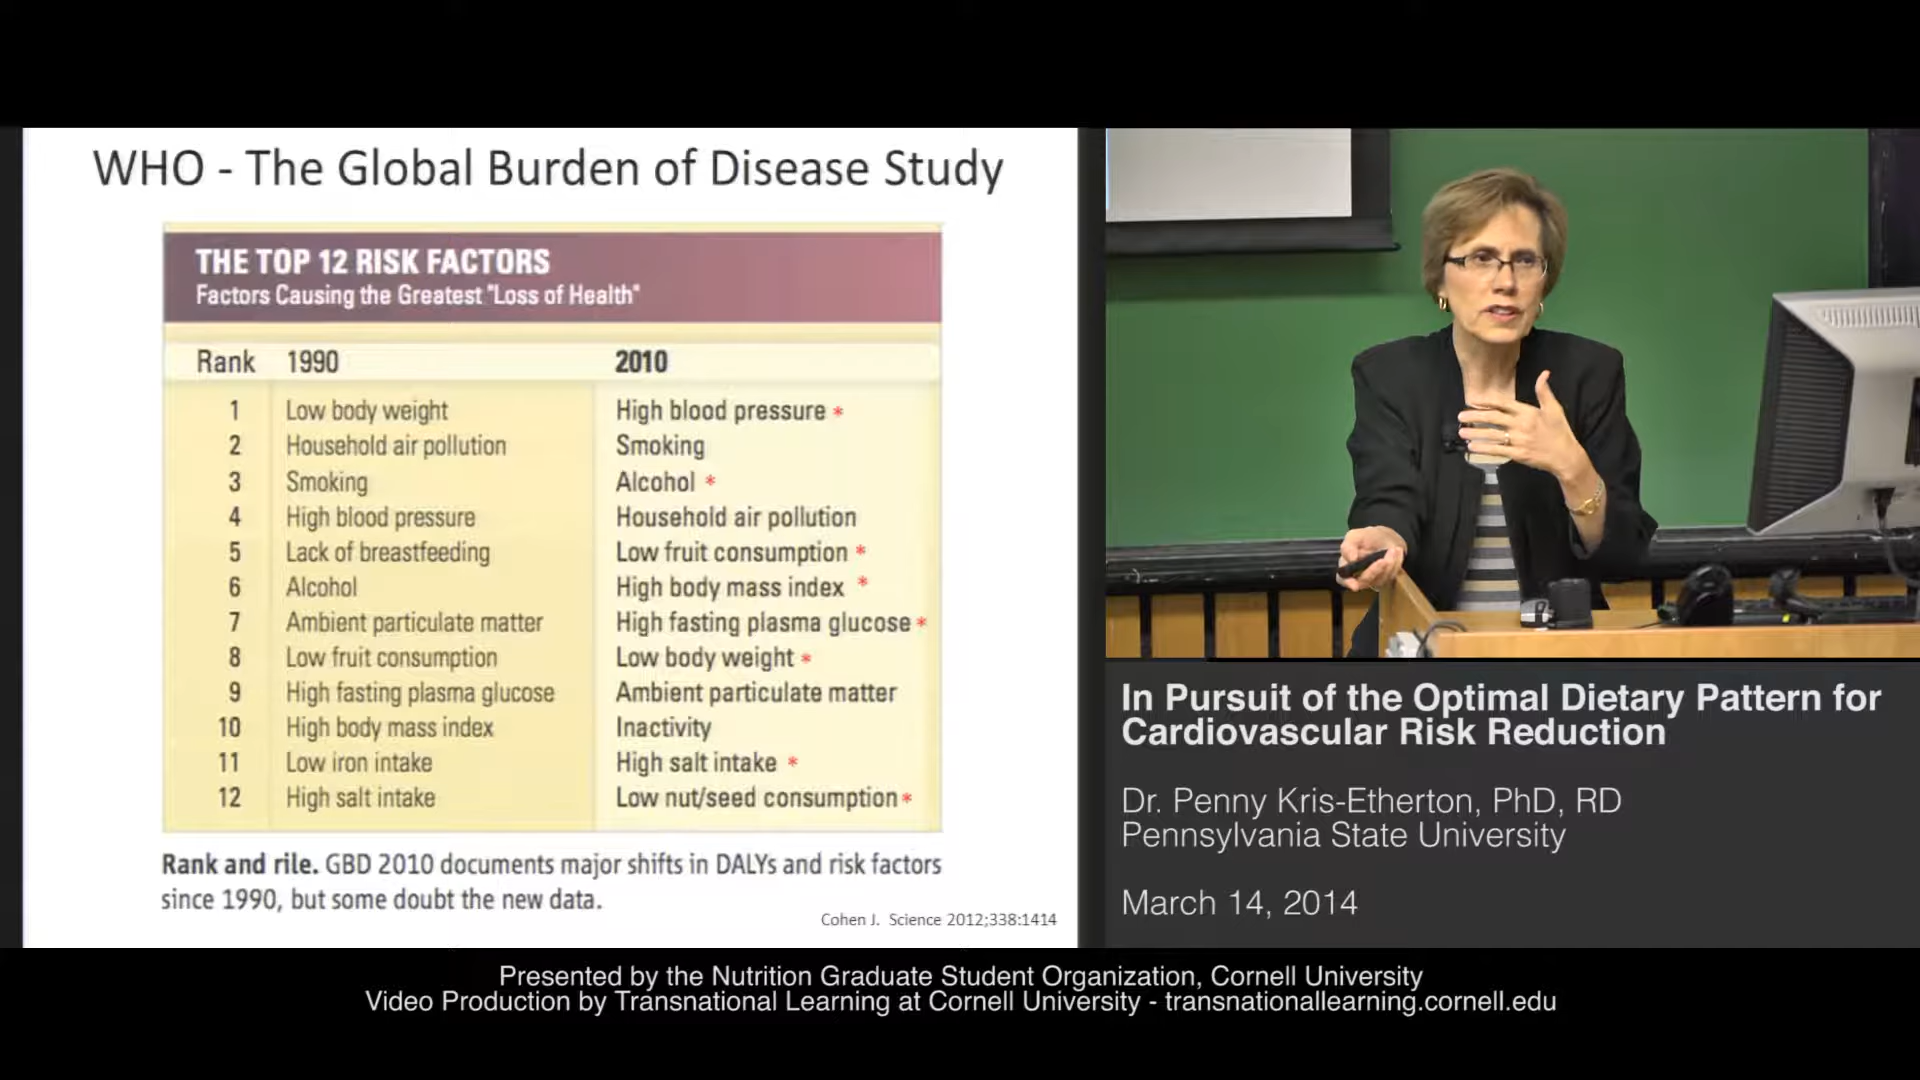 WHO - The Global Burden of Disease Study
THE TOP 12 RISK FACTORS
Factors Causing the Greatest "Loss of Health"
Rank 1990 2010
1 Low body weight High blood pressure *
2 Household air pollution Smoking
3 Smoking Alcohol *
4 High blood pressure Household air pollution
5 Lack of breastfeeding Low fruit consumption *
6 Alcohol High body mass index *
7 Ambient particulate matter High fasting plasma glucose *
8 Low fruit consumption Low body weight *
9 High fasting plasma glucose Ambient particulate matter
10 High body mass index Inactivity
11 Low iron intake High salt intake *
12 High salt intake Low nut/seed consumption *
Rank and rile. GBD 2010 documents major shifts in DALYs and risk factors
since 1990, but some doubt the new data.
Cohen J. Science 2012;338:1414
In Pursuit of the Optimal Dietary Pattern for
Cardiovascular Risk Reduction
Dr. Penny Kris-Etherton, PhD, RD
Pennsylvania State University
March 14, 2014
Presented by the Nutrition Graduate Student Organization, Cornell University
Video Production by Transnational Learning at Cornell University - transnationallearning.cornell.edu